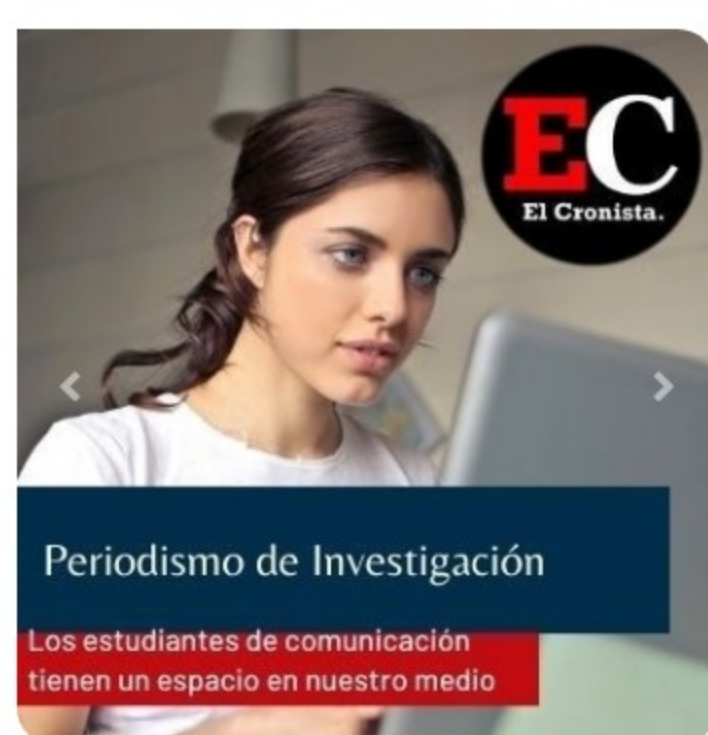 EC
El Cronista.
Periodismo de Investigación
Los estudiantes de comunicación
tienen un espacio en nuestro medio